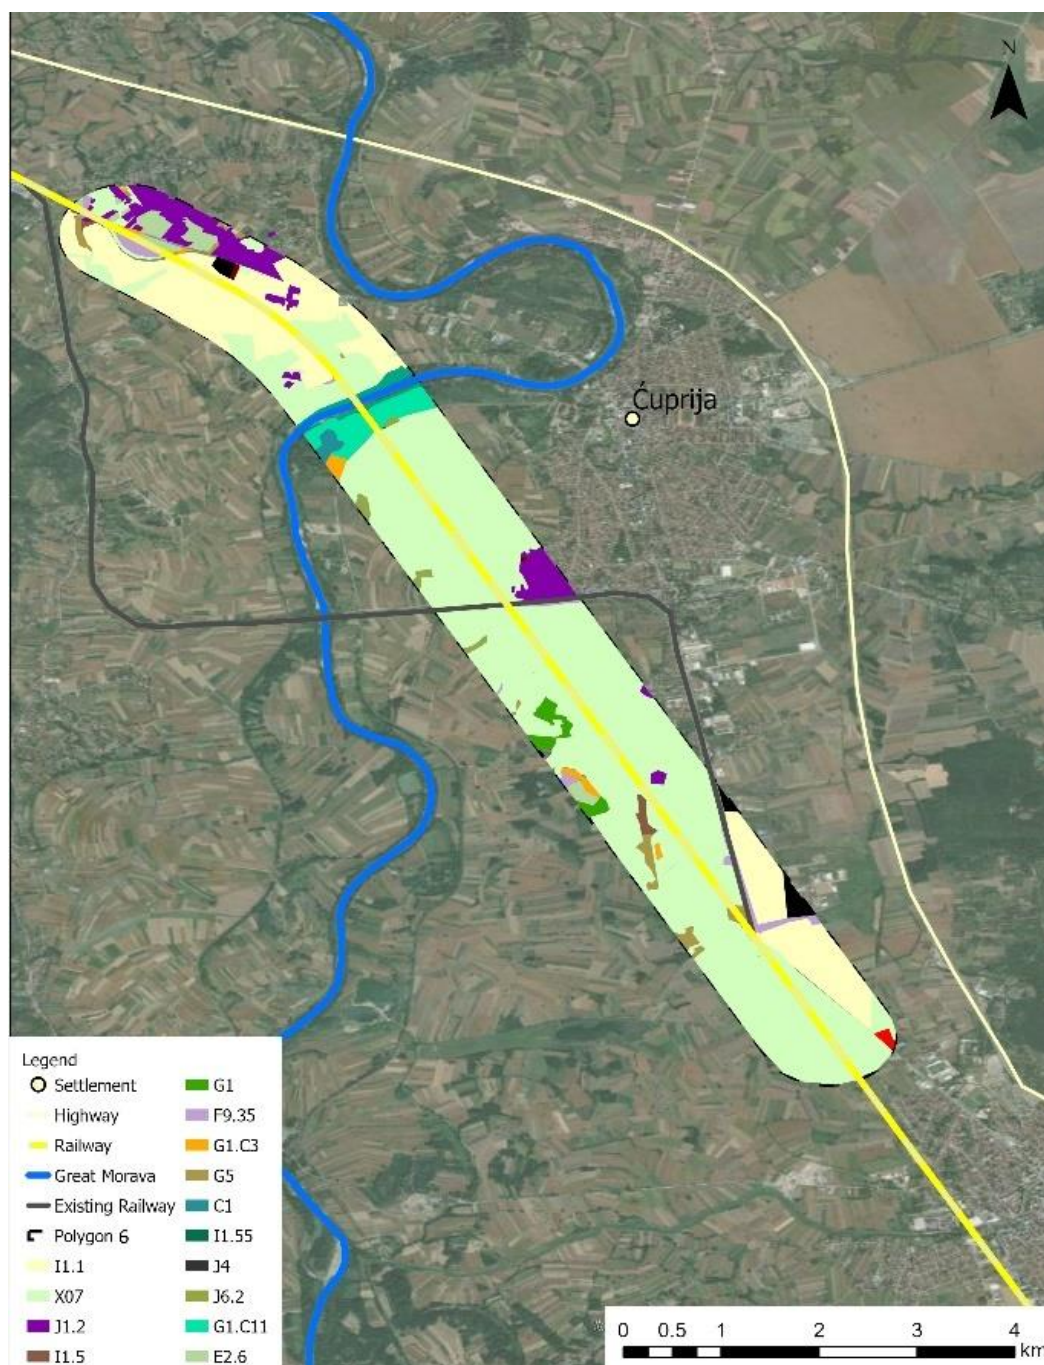 N
Ćuprija
Legend
Settlement
Highway
Railway
Great Morava
Existing Railway
Polygon 6
I1.1
X07
J1.2
I1.5
G1
F9.35
G1.C3
G5
C1
I1.55
J4
J6.2
G1.C11
E2.6
0 0.5 1 2 3 4
km